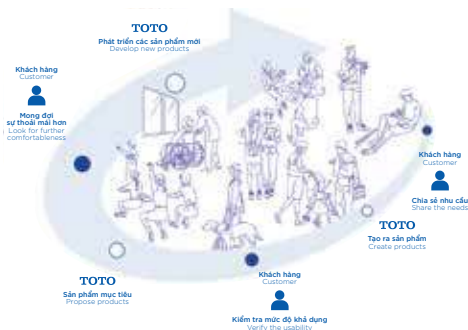 TOTO
Phát triển các sản phẩm mới
Develop new products
Khách hàng
Customer
Mong đợi
sự thoải mái hơn
Look for further
comfortableness
Khách hàng
Customer
Chia sẻ nhu cầu
Share the needs
TOTO
Tạo ra sản phẩm
Create products
TOTO
Sản phẩm mục tiêu
Propose products
Khách hàng
Customer
Kiểm tra mức độ khả dụng
Verify the usability